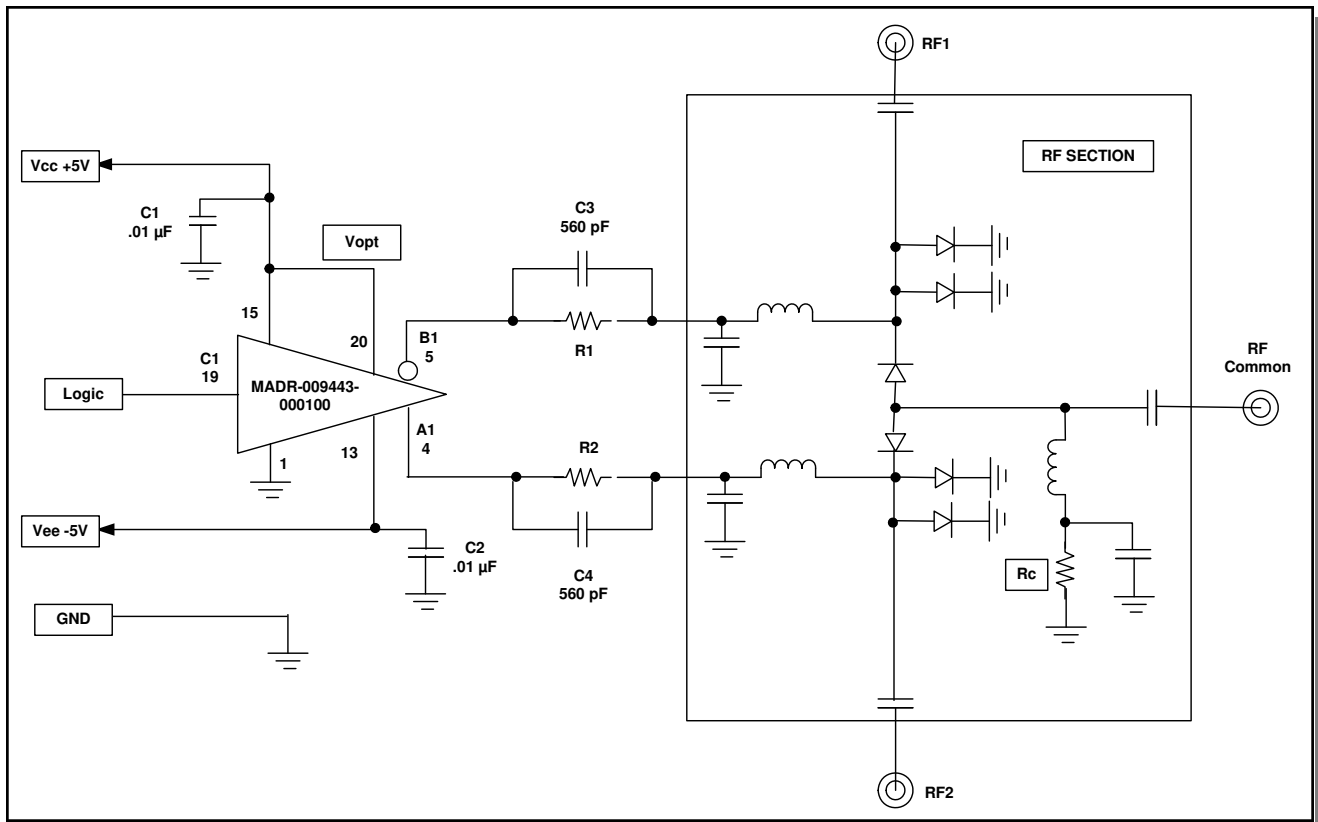 RF1
RF SECTION
Vcc +5V
C1
.01 µF
Vopt
C3
560 pF
15
20
B1
5
R1
C1
19
MADR-009443-
000100
Logic
RF
Common
A1
4
1
13
R2
Vee -5V
C2
.01 µF
C4
560 pF
Rc
GND
RF2